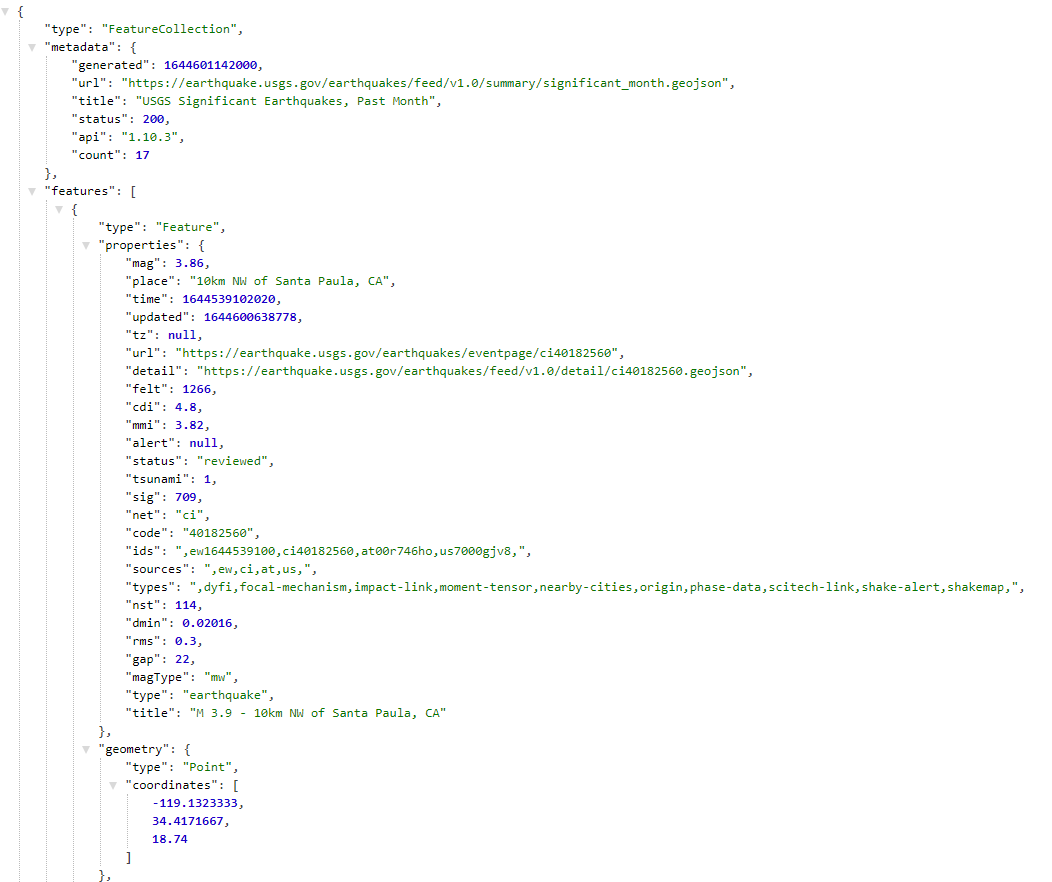 {
"type": "FeatureCollection",
"metadata": {
"generated": 1644601142000,
"url": "https://earthquake.usgs.gov/earthquakes/feed/v1.0/summary/significant_month.geojson",
"title": "USGS Significant Earthquakes, Past Month",
"status": 200,
"api": "1.10.3",
"count": 17
},
"features": [
{
"type": "Feature",
"properties": {
"mag": 3.86,
"place": "10km NW of Santa Paula, CA",
"time": 1644539102020,
"updated": 1644600638778,
"tz": null,
"url": "https://earthquake.usgs.gov/earthquakes/eventpage/ci40182560",
"detail": "https://earthquake.usgs.gov/earthquakes/feed/v1.0/detail/ci40182560.geojson",
"felt": 1266,
"cdi": 4.8,
"mmi": 3.82,
"alert": null,
"status": "reviewed",
"tsunami": 1,
"sig": 709,
"net": "ci",
"code": "40182560",
"ids": ",ew1644539100,ci40182560,at00r746ho,us7000gjv8,",
"sources": ",ew,ci,at,us,",
"types": ",dyfi,focal-mechanism,impact-link,moment-tensor,nearby-cities,origin,phase-data,scitech-link,shake-alert,shakemap,",
"nst": 114,
"dmin": 0.02016,
"rms": 0.3,
"gap": 22,
"magType": "mw",
"type": "earthquake",
"title": "M 3.9 - 10km NW of Santa Paula, CA"
},
"geometry": {
"type": "Point",
"coordinates": [
-119.1323333,
34.4171667,
18.74
]
},